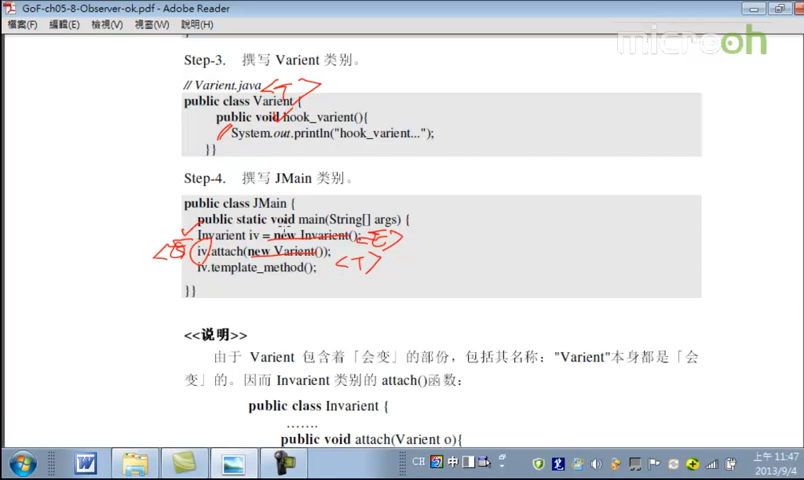 GoF-ch05-8-Observer-ok.pdf - Adobe Reader
檔案(F) 編輯(E) 檢視(V) 視窗(W) 說明(H)
microoh
Step-3. 撰写 Varient 类别。
// Varient.java
<T>
public class Varient {
public void hook_varient(){
System.out.println("hook_varient...");
}}
Step-4. 撰写 JMain 类别。
public class JMain {
public static void main(String[] args) {
Invarient iv = new Invarient();
<E>
iv.attach(new Varient());
<T>
iv.template_method();
}}
<<说明>>
由于 Varient 包含着「会变」的部份，包括其名称："Varient"本身都是「会
变」的。因而 Invarient 类别的 attach()函数：
public class Invarient {
.......
public void attach(Varient o){
CH 中
上午 11:47
2013/9/4